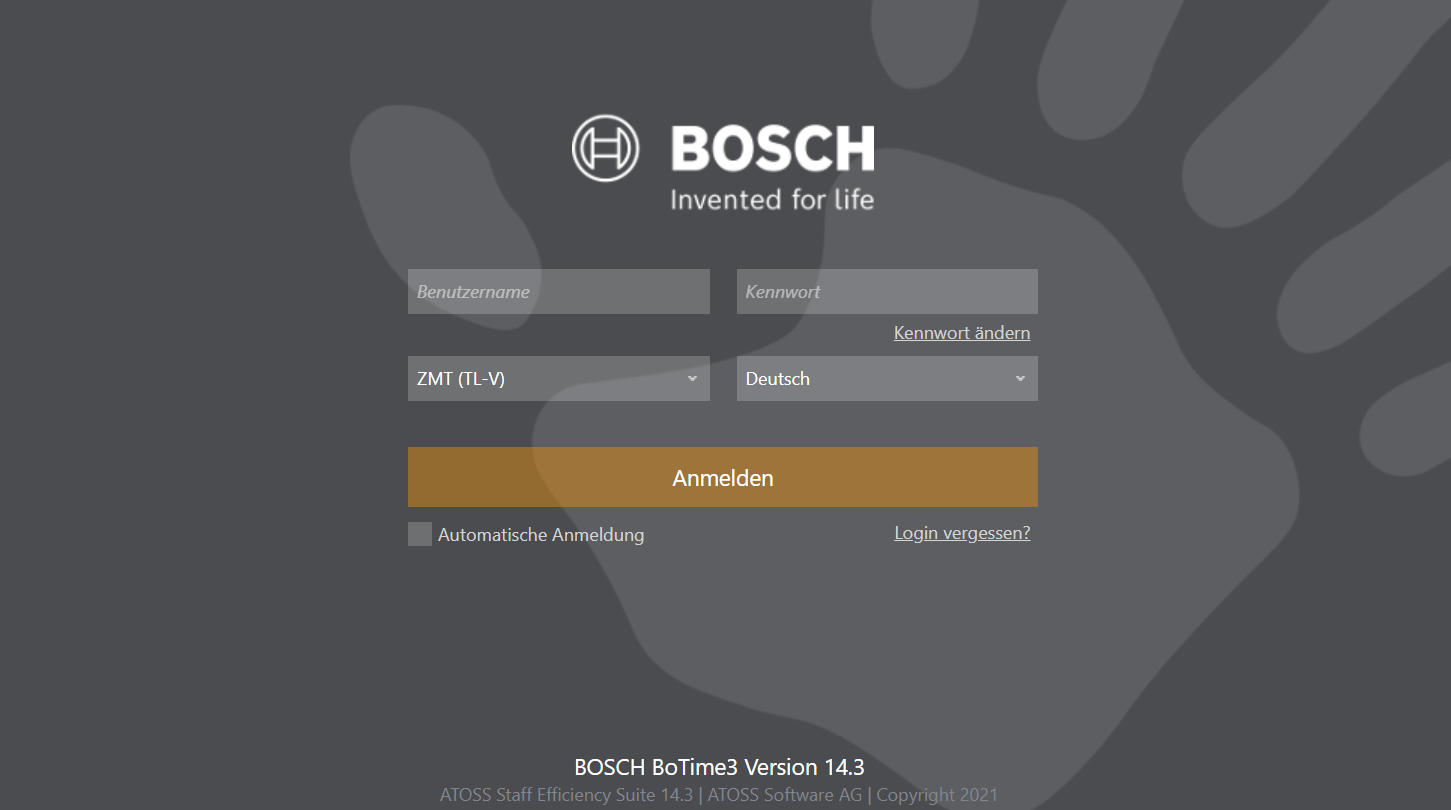 BOSCH
Invented for life
Benutzername Kennwort
Kennwort ändern
ZMT (TL-V) Deutsch
Anmelden
Automatische Anmeldung Login vergessen?
BOSCH BoTime3 Version 14.3
ATOSS Staff Efficiency Suite 14.3 | ATOSS Software AG | Copyright 2021